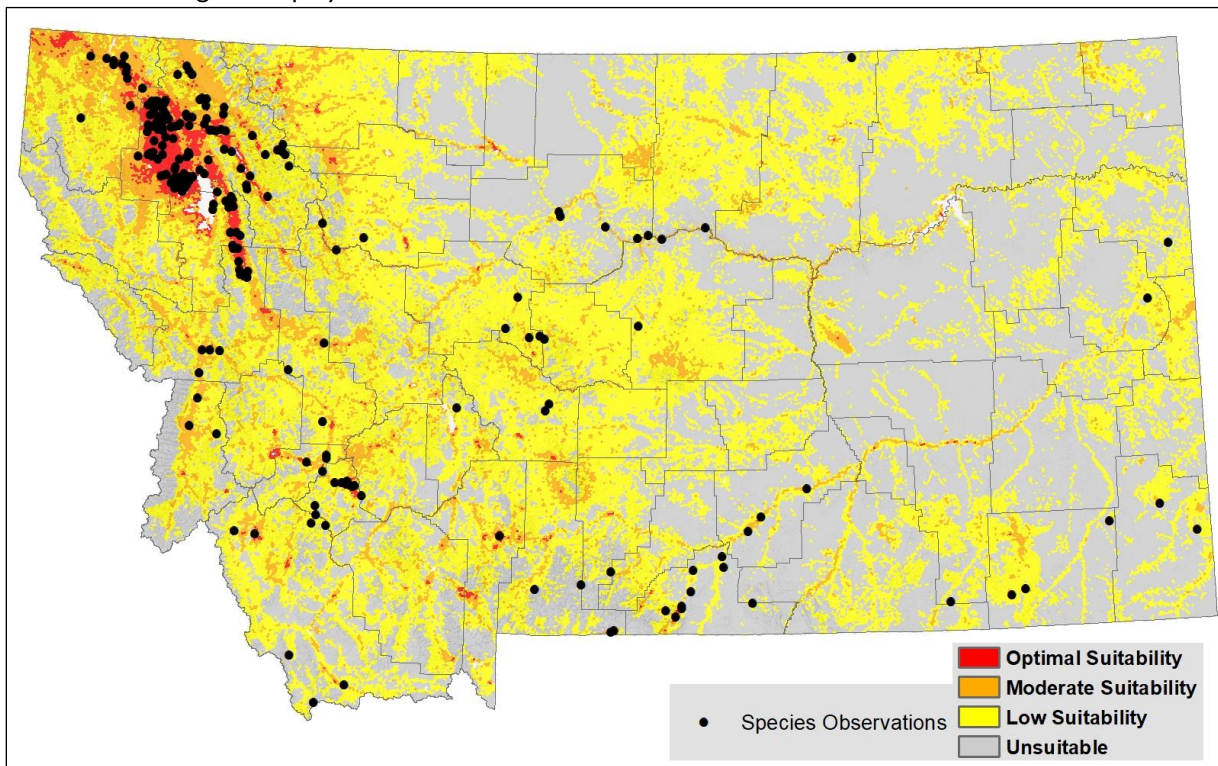 Optimal Suitability
Moderate Suitability
Species Observations
Low Suitability
Unsuitable